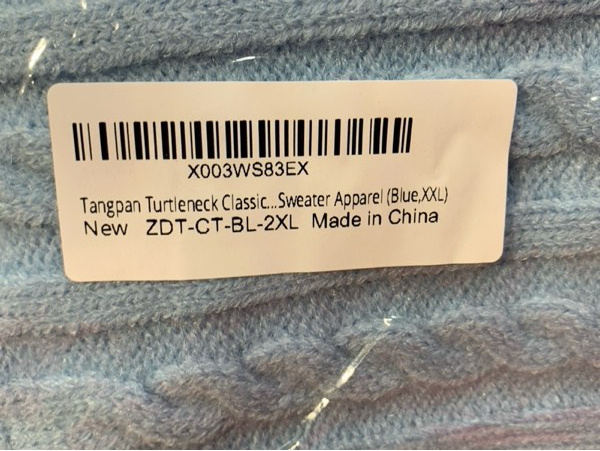 X003WS83EX
Tangpan Turtleneck Classic...Sweater Apparel (Blue,XXL)
New ZDT-CT-BL-2XL Made in China